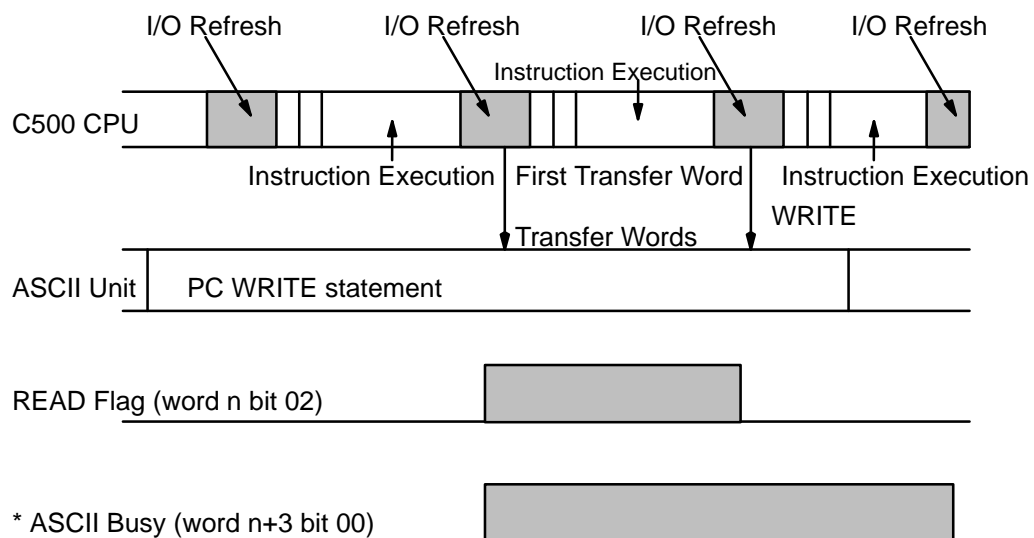 I/O Refresh I/O Refresh I/O Refresh I/O Refresh
Instruction Execution
C500 CPU
Instruction Execution First Transfer Word Instruction Execution
WRITE
Transfer Words
ASCII Unit PC WRITE statement
READ Flag (word n bit 02)
* ASCII Busy (word n+3 bit 00)